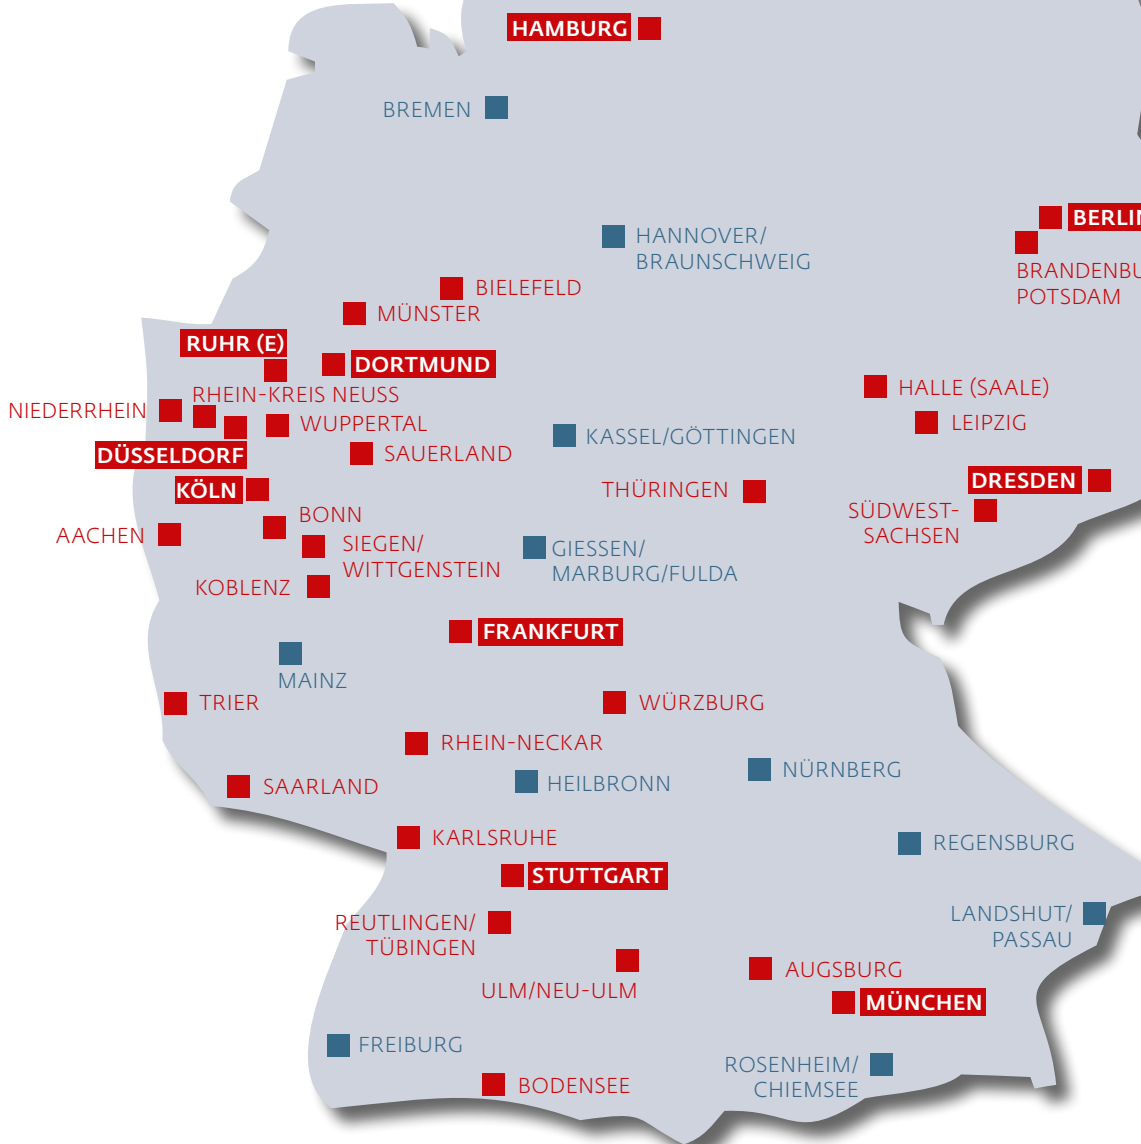 HAMBURG
BREMEN
HANNOVER/
BRAUNSCHWEIG
BERLIN
BRANDENBU
POTSDAM
BIELEFELD
MÜNSTER
RUHR (E)
DORTMUND
RHEIN-KREIS NEUSS
NIEDERRHEIN
WUPPERTAL
DÜSSELDORF
SAUERLAND
KASSEL/GÖTTINGEN
HALLE (SAALE)
LEIPZIG
KÖLN
THÜRINGEN
DRESDEN
SÜDWEST-
SACHSEN
AACHEN
BONN
SIEGEN/
WITTGENSTEIN
GIESSEN/
MARBURG/FULDA
KOBLENZ
FRANKFURT
MAINZ
TRIER
WÜRZBURG
RHEIN-NECKAR
SAARLAND
HEILBRONN
NÜRNBERG
KARLSRUHE
REGENSBURG
STUTTGART
REUTLINGEN/
TÜBINGEN
LANDSHUT/
PASSAU
ULM/NEU-ULM
AUGSBURG
MÜNCHEN
FREIBURG
ROSENHEIM/
CHIEMSEE
BODENSEE